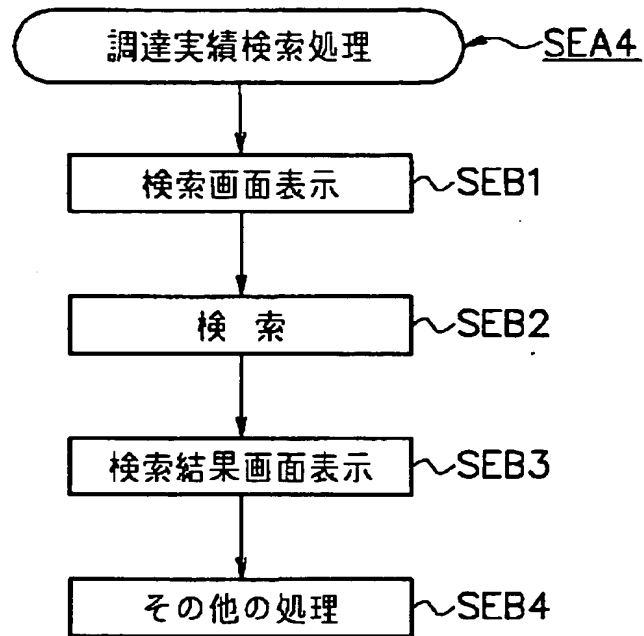 調達実績検索処理 SEA4
検索画面表示 SEB1
検索 SEB2
検索結果画面表示 SEB3
その他の処理 SEB4